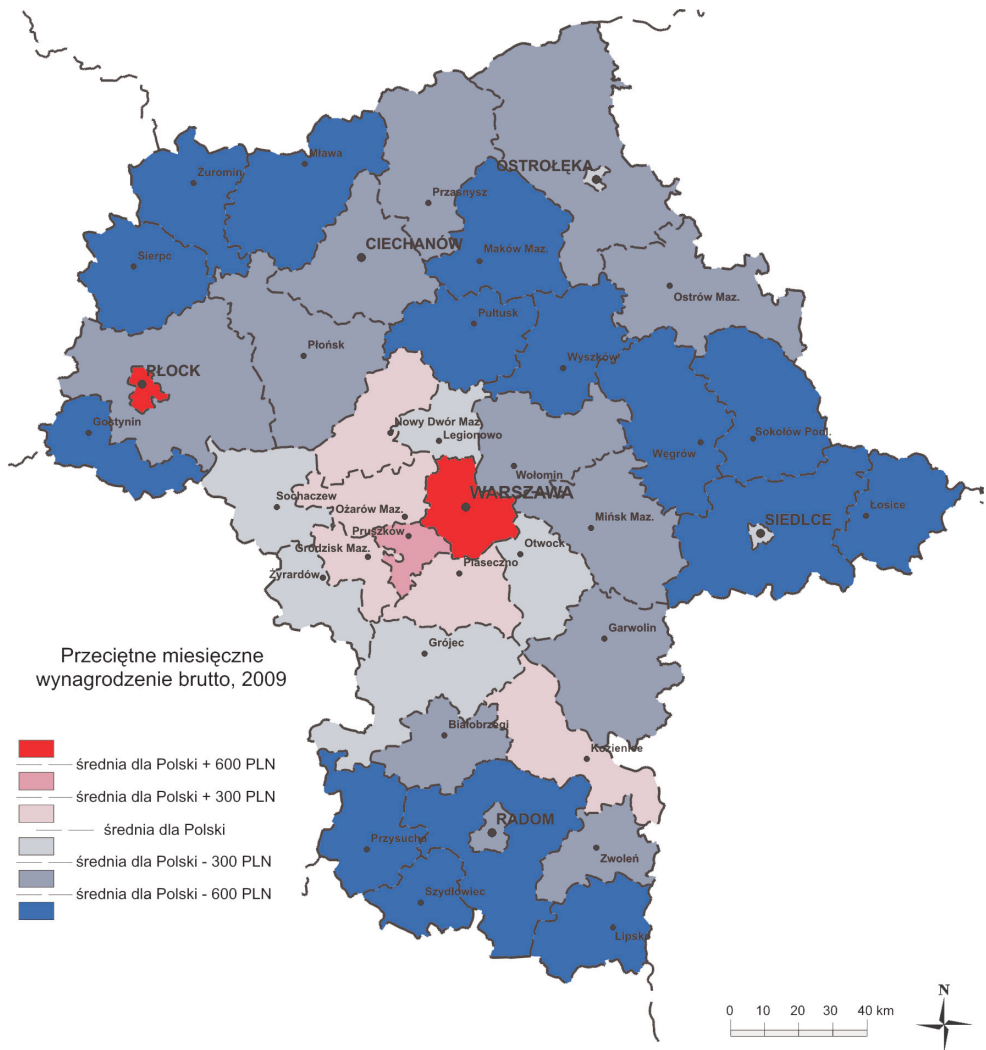 Mława
Żuromin
OSTROŁĘKA
Przasnysz
CIECHANÓW
Maków Maz.
Sierpc
Ostrów Maz.
Pułtusk
Płońsk
Wyszków
PŁOCK
Gostynin
Nowy Dwór Maz.
Legionowo
Sokołów Podl.
Węgrów
Wołomin
WARSZAWA
Sochaczew
Ożarów Maz.
Łosice
SIEDLCE
Mińsk Maz.
Pruszków
Otwock
Grodzisk Maz.
Piaseczno
Żyrardów
Garwolin
Grójec
Przeciętne miesięczne
wynagrodzenie brutto, 2009
Białobrzegi
Kozienice
średnia dla Polski + 600 PLN
średnia dla Polski + 300 PLN
średnia dla Polski
średnia dla Polski - 300 PLN
średnia dla Polski - 600 PLN
RADOM
Przysucha
Zwoleń
Szydłowiec
Lipsko
N
0 10 20 30 40 km